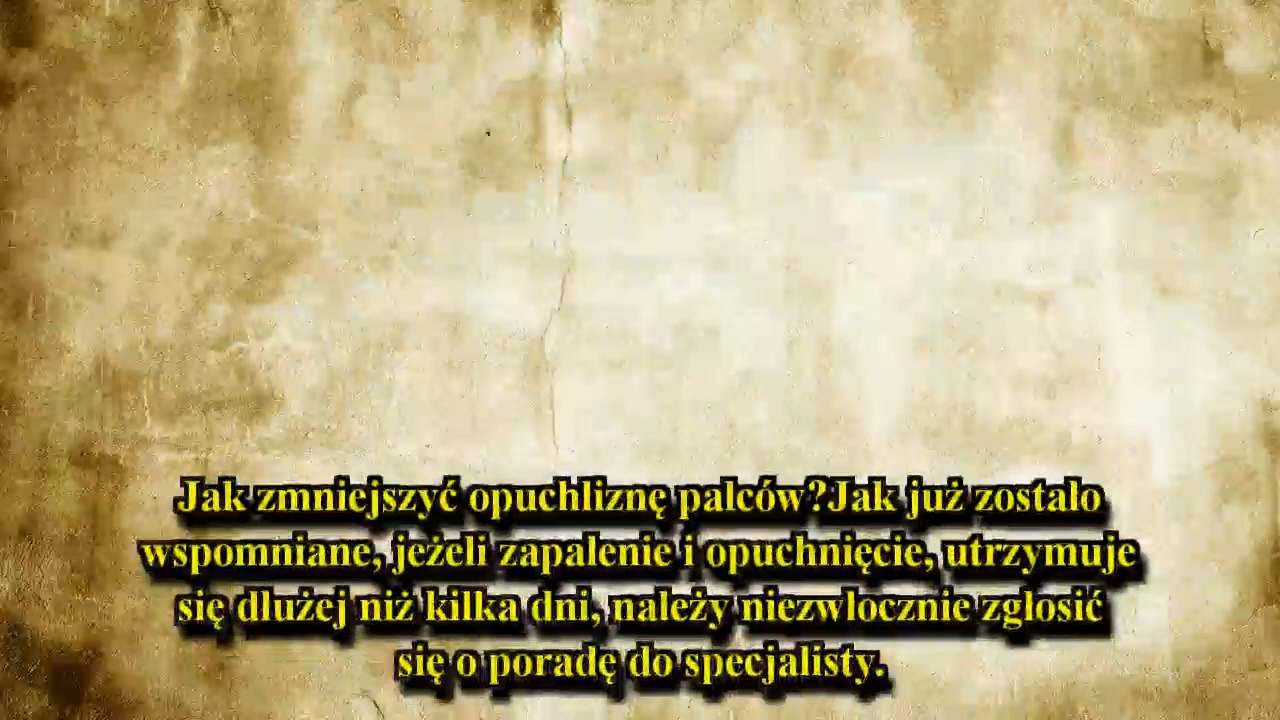 Jak zmniejszyć opuchliznę palców?Jak już zostało
wspomniane, jeżeli zapalenie i opuchnięcie, utrzymuje
się dłużej niż kilka dni, należy niezwłocznie zgłosić
się o poradę do specjalisty.